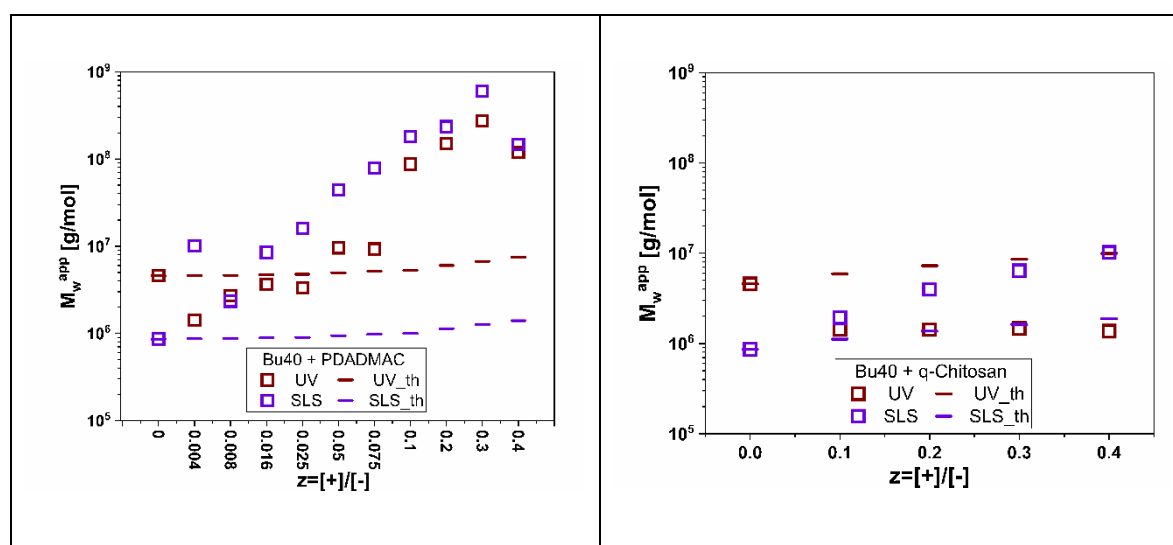 10⁹
10⁸
10⁷
10⁶
10⁵
M_w^app [g/mol]
Bu40 + PDADMAC
UV UV_th
SLS SLS_th
0 0.004 0.008 0.016 0.025 0.05 0.075 0.1 0.2 0.3 0.4
z=[+]/[-]
10⁹
10⁸
10⁷
10⁶
10⁵
M_w^app [g/mol]
Bu40 + q-Chitosan
UV UV_th
SLS SLS_th
0.0 0.1 0.2 0.3 0.4
z=[+]/[-]